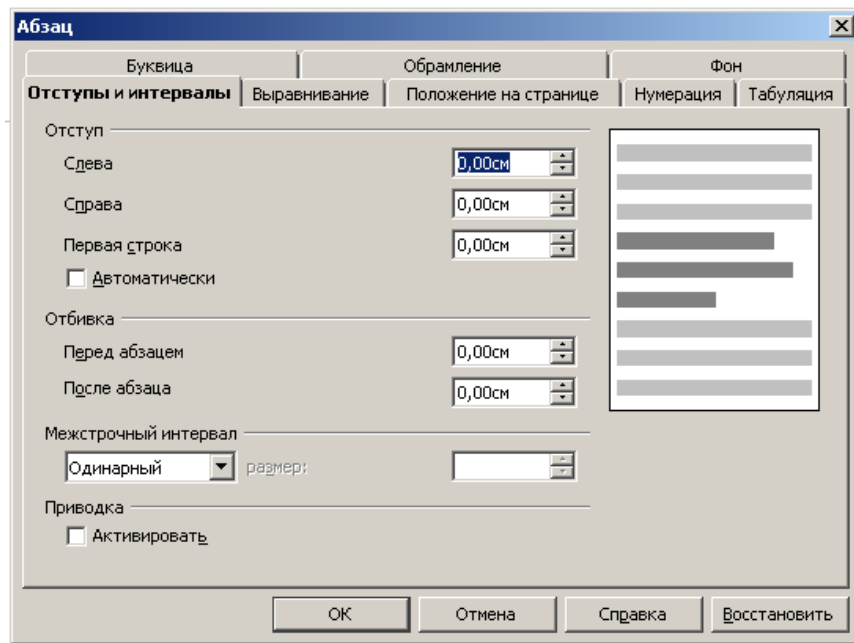 Абзац
Буквица Обрамление Фон
Отступы и интервалы Выравнивание Положение на странице Нумерация Табуляция
Отступ
Слева 0,00см
Справа 0,00см
Первая строка 0,00см
Автоматически
Отбивка
Перед абзацем 0,00см
После абзаца 0,00см
Межстрочный интервал
Одинарный размер:
Приводка
Активировать
ОК Отмена Справка Восстановить